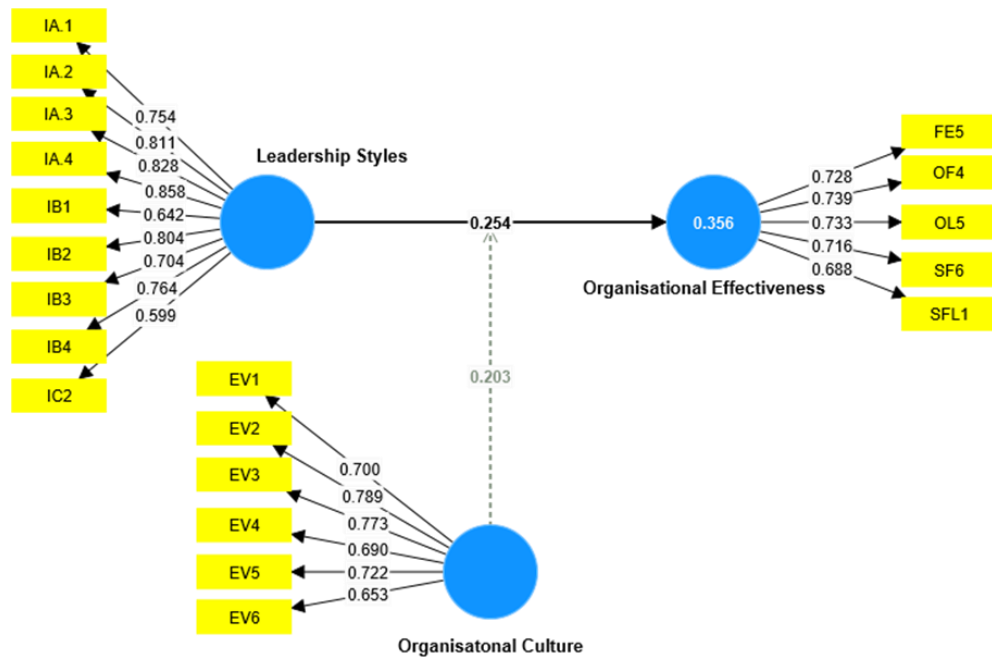 IA.1
IA.2
IA.3
IA.4
IB1
IB2
IB3
IB4
IC2
0.754
0.811
0.828
0.858
0.642
0.804
0.704
0.764
0.599
Leadership Styles
0.254
0.203
0.356
Organisational Effectiveness
0.728
0.739
0.733
0.716
0.688
FE5
OF4
OL5
SF6
SFL1
EV1
EV2
EV3
EV4
EV5
EV6
0.700
0.789
0.773
0.690
0.722
0.653
Organisatonal Culture